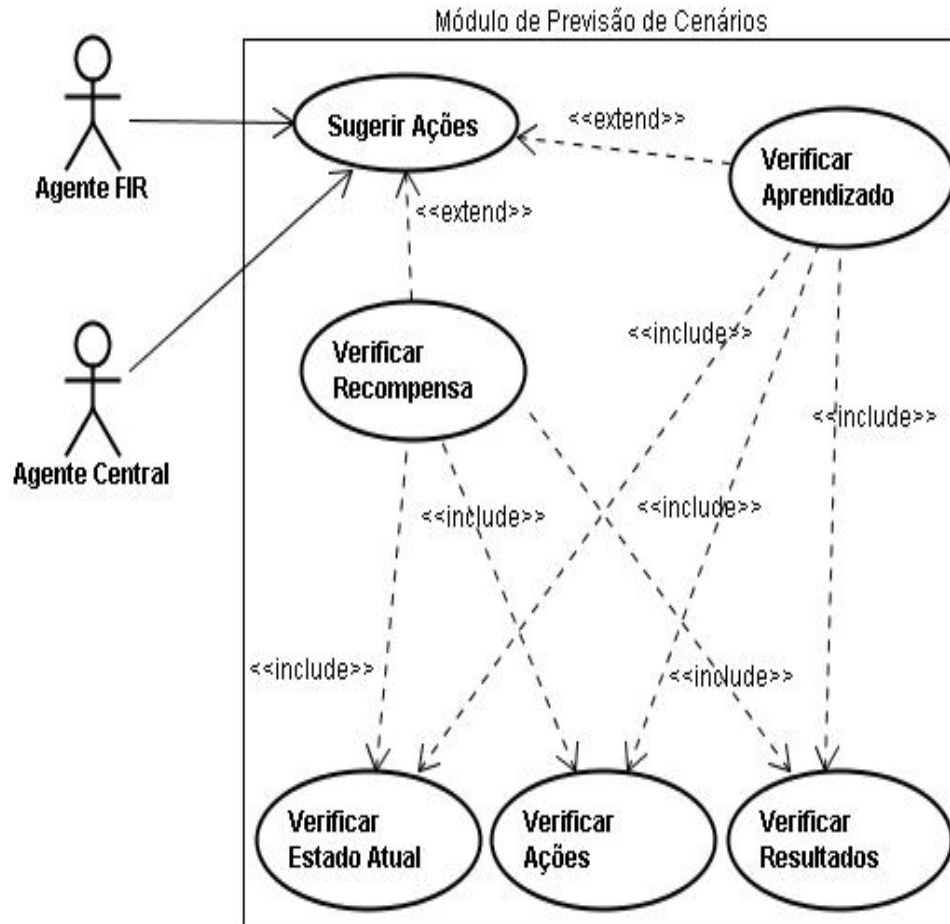 Módulo de Previsão de Cenários
Sugerir Ações
<<extend>>
Verificar
Aprendizado
Agente FIR
<<extend>>
<<include>>
Verificar
Recompensa
<<include>>
Agente Central
<<include>>
<<include>>
<<include>>
<<include>>
Verificar
Estado Atual
Verificar
Ações
Verificar
Resultados